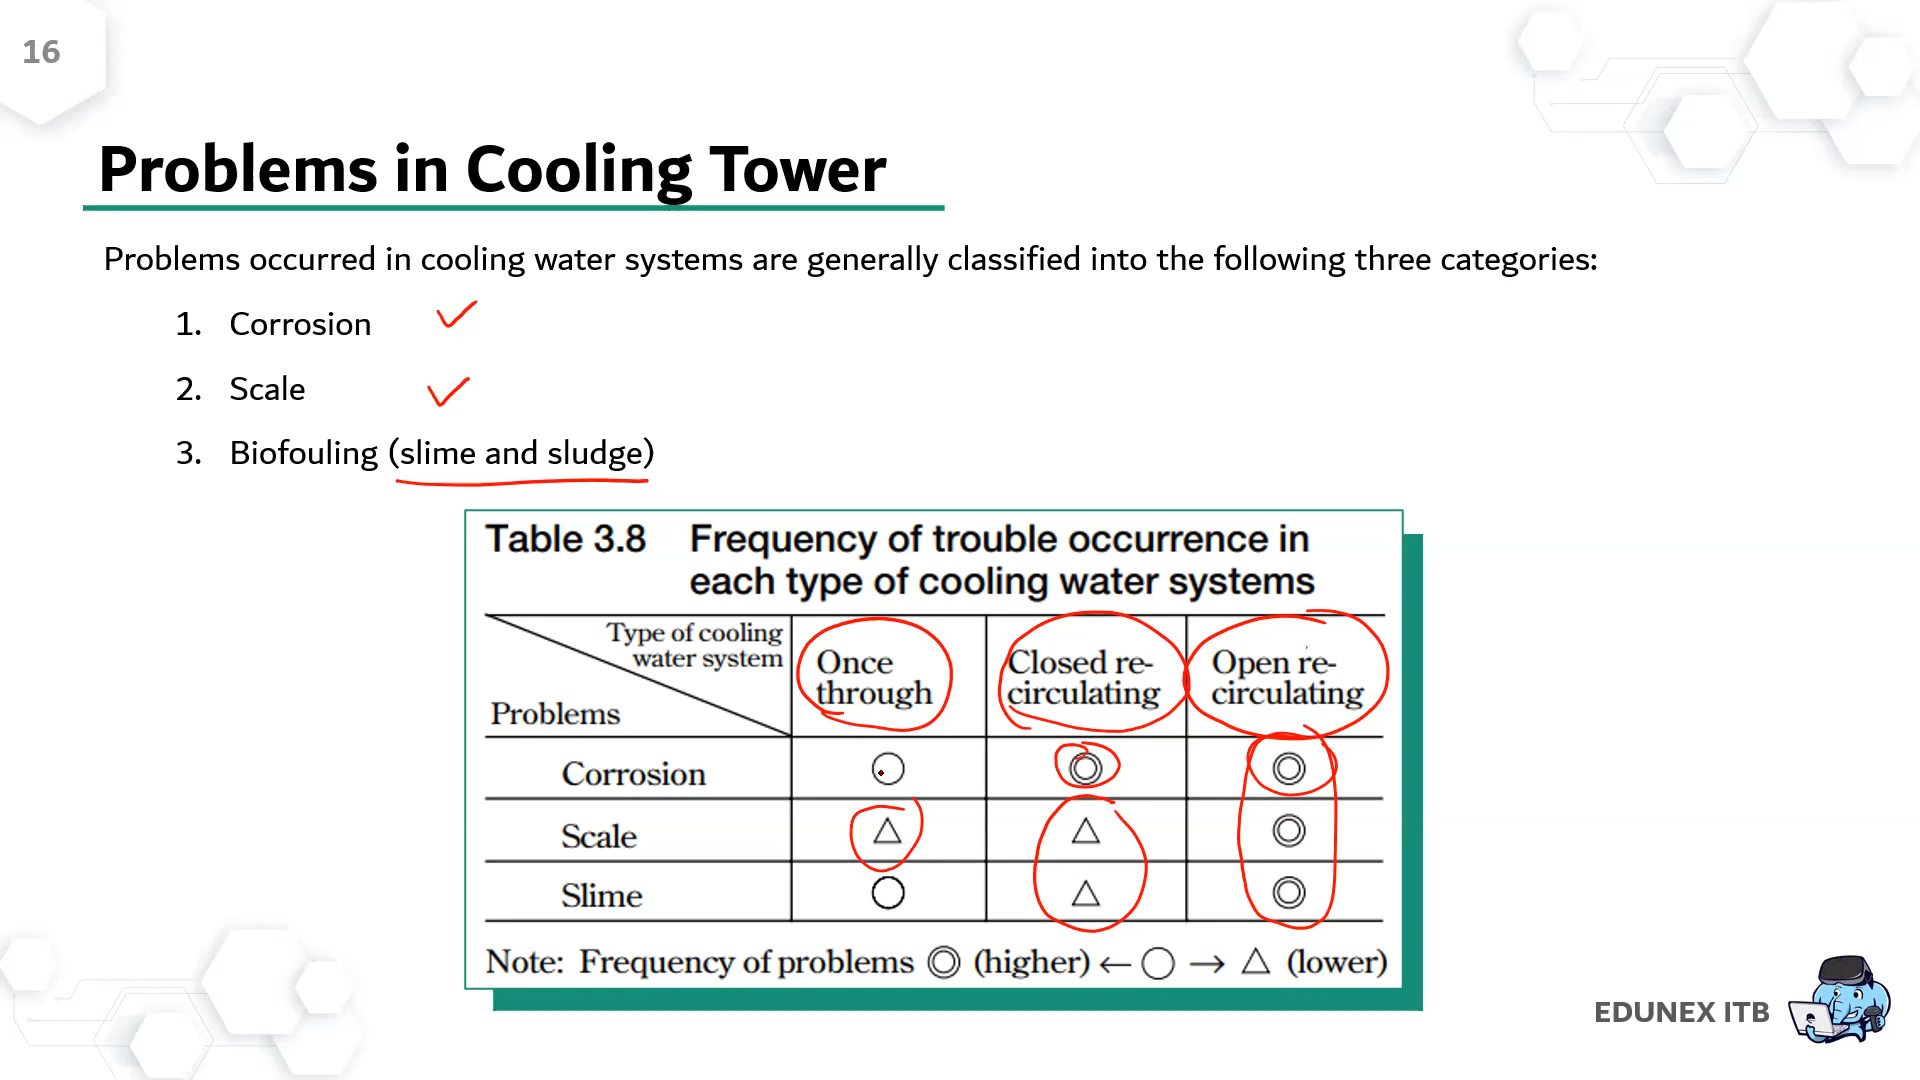 16
Problems in Cooling Tower
Problems occurred in cooling water systems are generally classified into the following three categories:
1. Corrosion
2. Scale
3. Biofouling (slime and sludge)
Table 3.8 Frequency of trouble occurrence in
each type of cooling water systems
Type of cooling
water system
Problems
Once
through
Closed re-
circulating
Open re-
circulating
Corrosion ○ ◎ ◎
Scale △ △ ◎
Slime ○ △ ◎
Note: Frequency of problems ◎ (higher) ← ○ → △ (lower)
EDUNEX ITB